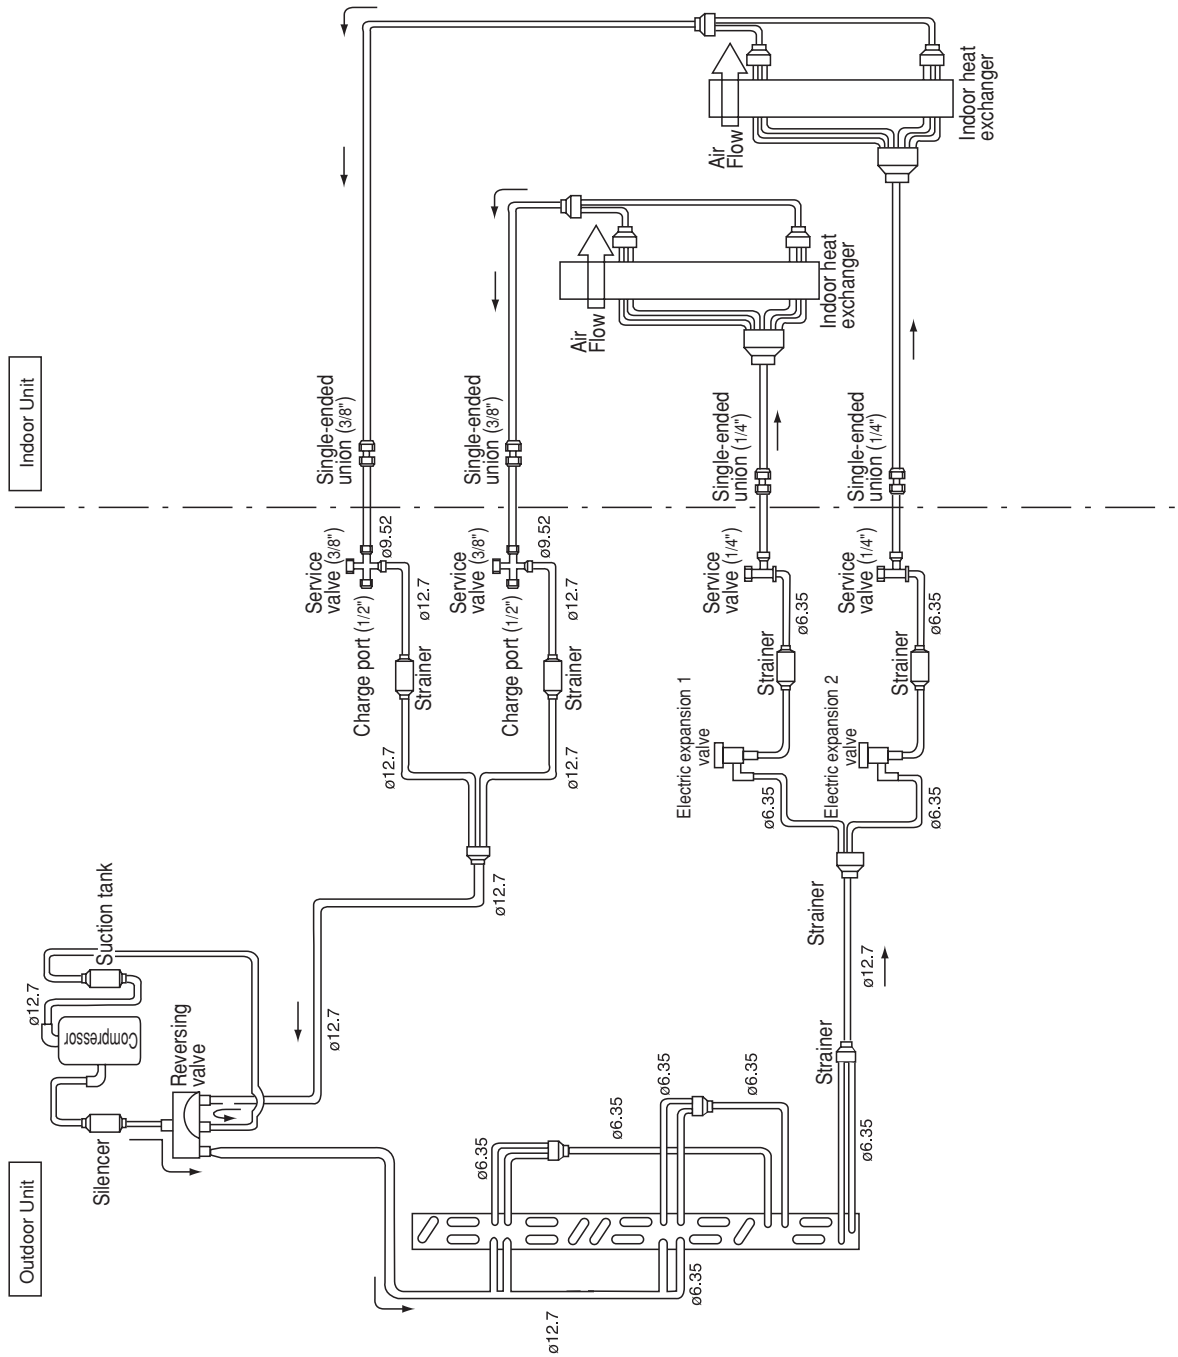 Indoor Unit
Outdoor Unit
Air
Flow
Indoor heat
exchanger
Air
Flow
Indoor heat
exchanger
Single-ended
union (3/8")
Single-ended
union (3/8")
Single-ended
union (1/4")
Single-ended
union (1/4")
Service
valve (3/8")
ø9.52
Service
valve (3/8")
ø9.52
Service
valve (1/4")
Service
valve (1/4")
Charge port (1/2")
ø12.7
Strainer
Charge port (1/2")
ø12.7
Strainer
Strainer
ø6.35
Strainer
ø6.35
ø12.7
ø12.7
Electric expansion 1
valve
Electric expansion 2
valve
ø6.35
ø6.35
ø12.7
Strainer
ø12.7
Strainer
Suction tank
ø12.7
Compressor
Reversing
valve
ø12.7
Silencer
ø6.35
ø6.35
ø6.35
ø6.35
ø6.35
ø6.35
ø12.7